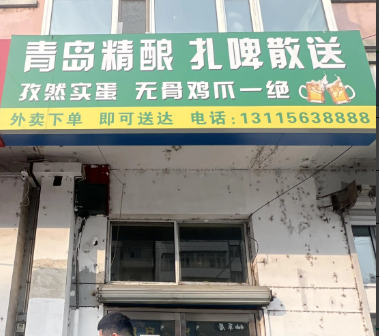 青岛精酿 扎啤散送
孜然实蛋 无骨鸡爪一绝
外卖下单 即可送达 电话:13115638888